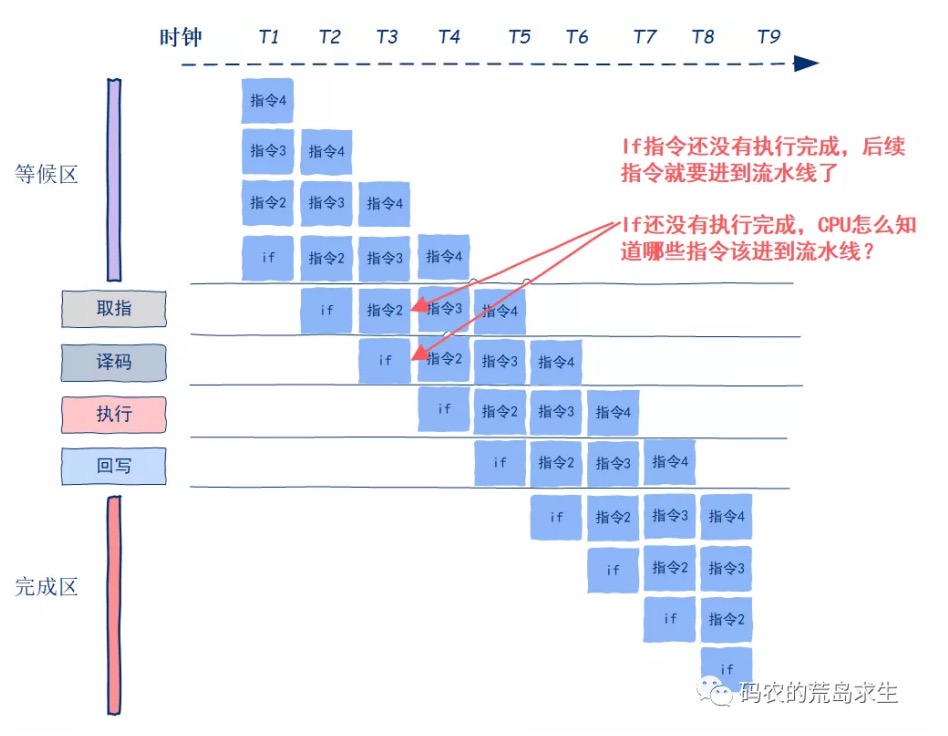 时钟 T1 T2 T3 T4 T5 T6 T7 T8 T9
指令4
指令3 指令4
If指令还没有执行完成，后续
指令就要进到流水线了
等候区
指令2 指令3 指令4
If还没有执行完成，CPU怎么知
道哪些指令该进到流水线？
if 指令2 指令3 指令4
取指 if 指令2 指令3 指令4
译码 if 指令2 指令3 指令4
执行 if 指令2 指令3 指令4
回写 if 指令2 指令3 指令4
if 指令2 指令3 指令4
完成区
if 指令2 指令3
if 指令2
if
码农的荒岛求生